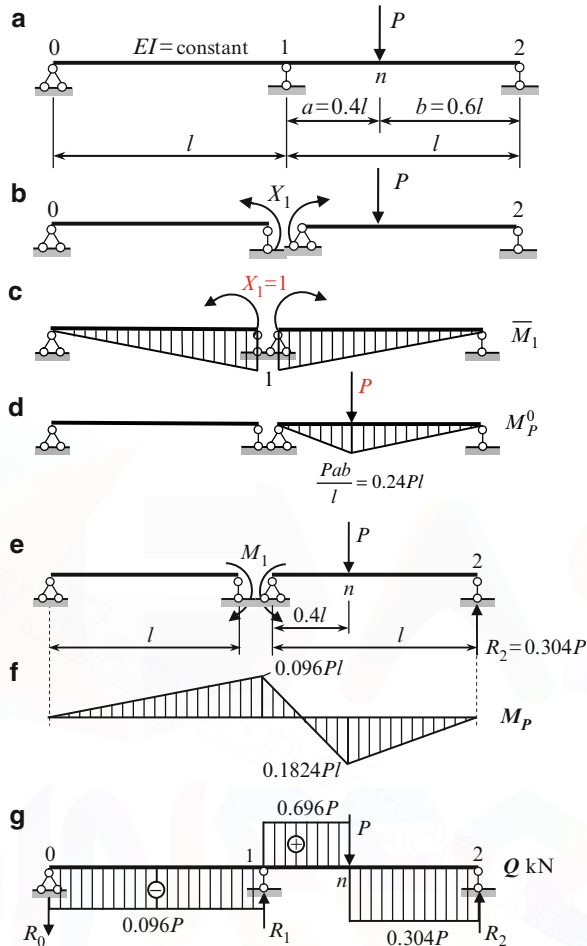 a
P
0
EI=constant
1
2
n
a=0.4l
b=0.6l
l
l
b
X₁
P
0
2
c
X₁=1
M̅₁
1
d
P
M⁰_P
Pab/l = 0.24Pl
e
M₁
P
2
n
0.4l
l
l
R₂=0.304P
f
0.096Pl
M_P
0.1824Pl
g
0.696P
P
0
+
1
2
Q kN
−
n
0.096P
R₀
R₁
0.304P
R₂